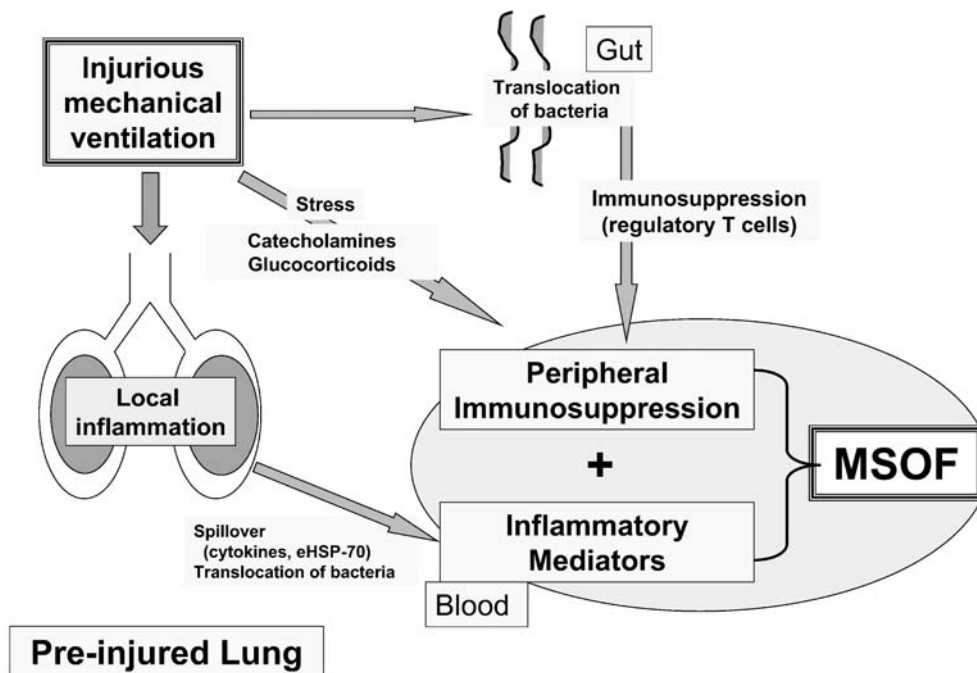 Injurious
mechanical
ventilation
Gut
Translocation
of bacteria
Stress
Catecholamines
Glucocorticoids
Immunosuppression
(regulatory T cells)
Local
inflammation
Peripheral
Immunosuppression
+
Inflammatory
Mediators
MSOF
Spillover
(cytokines, eHSP-70)
Translocation of bacteria
Blood
Pre-injured Lung